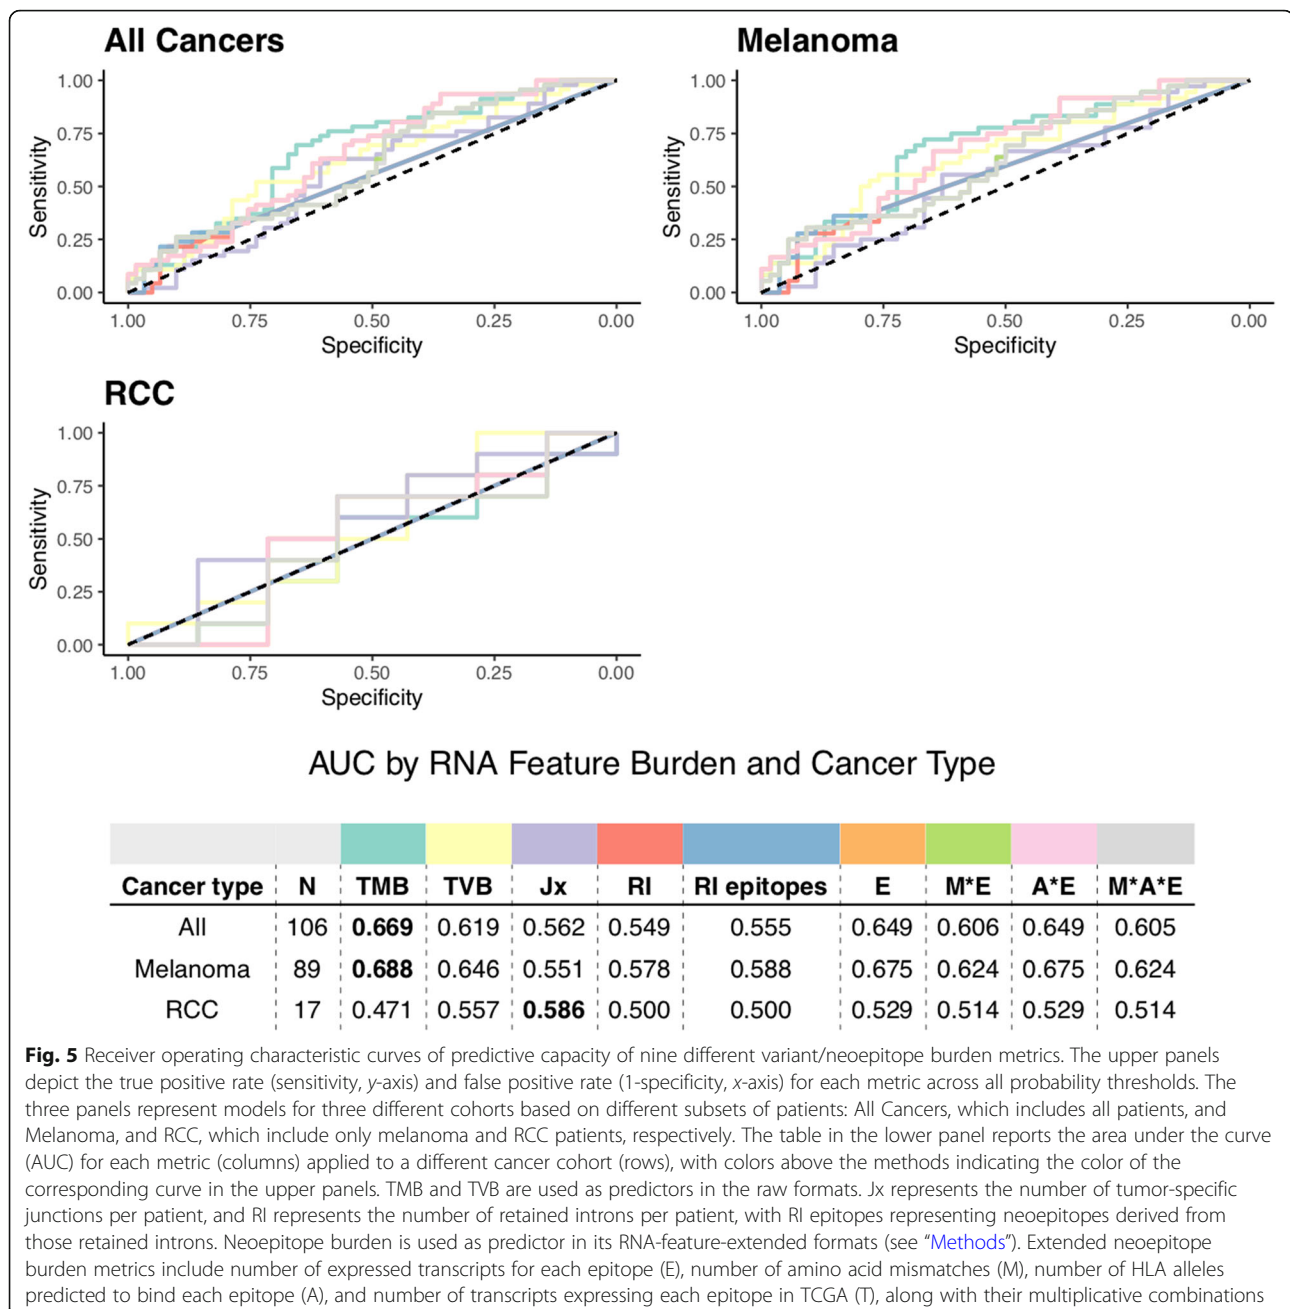 All Cancers
1.00
0.75
0.50
0.25
0.00
Sensitivity
1.00 0.75 0.50 0.25 0.00
Specificity
Melanoma
1.00
0.75
0.50
0.25
0.00
Sensitivity
1.00 0.75 0.50 0.25 0.00
Specificity
RCC
1.00
0.75
0.50
0.25
0.00
Sensitivity
1.00 0.75 0.50 0.25 0.00
Specificity
AUC by RNA Feature Burden and Cancer Type
Cancer type N TMB TVB Jx RI RI epitopes E M*E A*E M*A*E
All 106 0.669 0.619 0.562 0.549 0.555 0.649 0.606 0.649 0.605
Melanoma 89 0.688 0.646 0.551 0.578 0.588 0.675 0.624 0.675 0.624
RCC 17 0.471 0.557 0.586 0.500 0.500 0.529 0.514 0.529 0.514
Fig. 5 Receiver operating characteristic curves of predictive capacity of nine different variant/neoepitope burden metrics. The upper panels
depict the true positive rate (sensitivity, y-axis) and false positive rate (1-specificity, x-axis) for each metric across all probability thresholds. The
three panels represent models for three different cohorts based on different subsets of patients: All Cancers, which includes all patients, and
Melanoma, and RCC, which include only melanoma and RCC patients, respectively. The table in the lower panel reports the area under the curve
(AUC) for each metric (columns) applied to a different cancer cohort (rows), with colors above the methods indicating the color of the
corresponding curve in the upper panels. TMB and TVB are used as predictors in the raw formats. Jx represents the number of tumor-specific
junctions per patient, and RI represents the number of retained introns per patient, with RI epitopes representing neoepitopes derived from
those retained introns. Neoepitope burden is used as predictor in its RNA-feature-extended formats (see “Methods”). Extended neoepitope
burden metrics include number of expressed transcripts for each epitope (E), number of amino acid mismatches (M), number of HLA alleles
predicted to bind each epitope (A), and number of transcripts expressing each epitope in TCGA (T), along with their multiplicative combinations